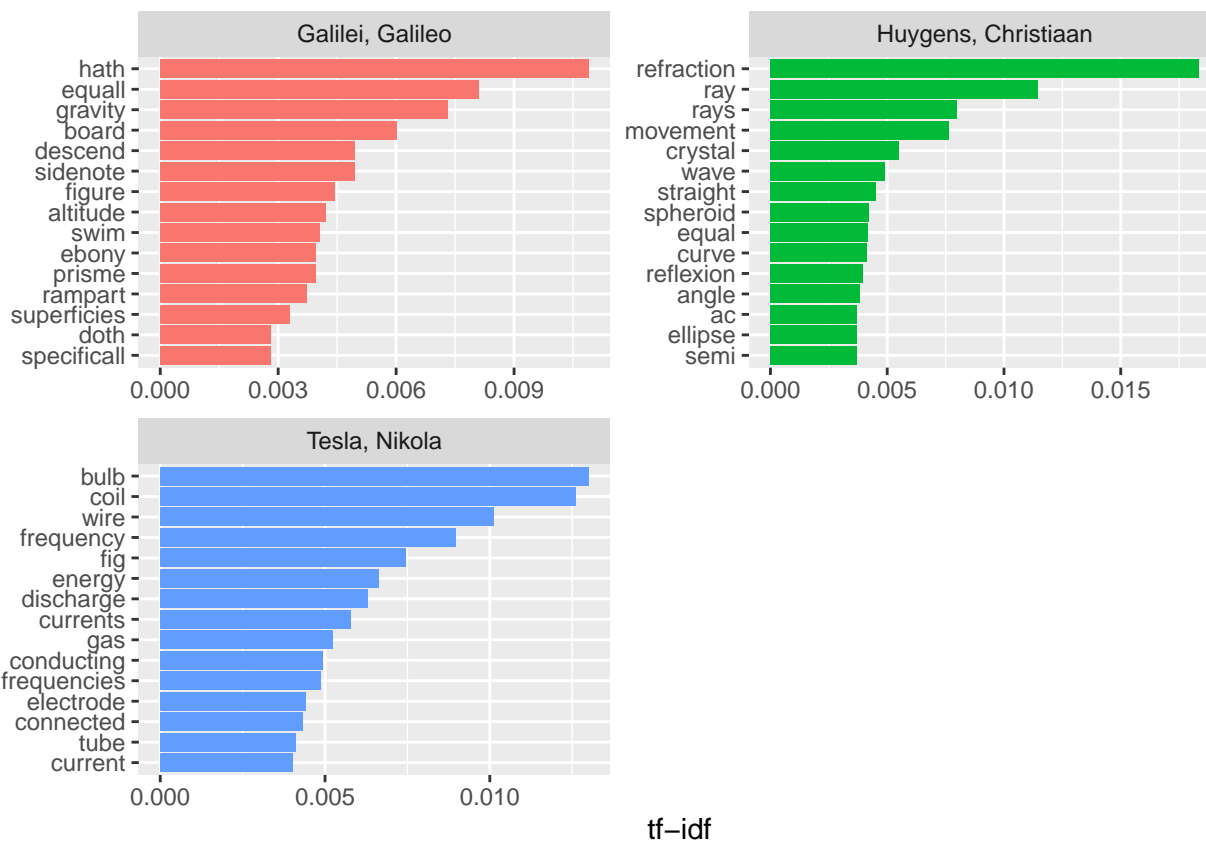 Galilei, Galileo
hath
equall
gravity
board
descend
sidenote
figure
altitude
swim
ebony
prisme
rampart
superficies
doth
specificall
0.000 0.003 0.006 0.009
Huygens, Christiaan
refraction
ray
rays
movement
crystal
wave
straight
spheroid
equal
curve
reflexion
angle
ac
ellipse
semi
0.000 0.005 0.010 0.015
Tesla, Nikola
bulb
coil
wire
frequency
fig
energy
discharge
currents
gas
conducting
frequencies
electrode
connected
tube
current
0.000 0.005 0.010
tf−idf